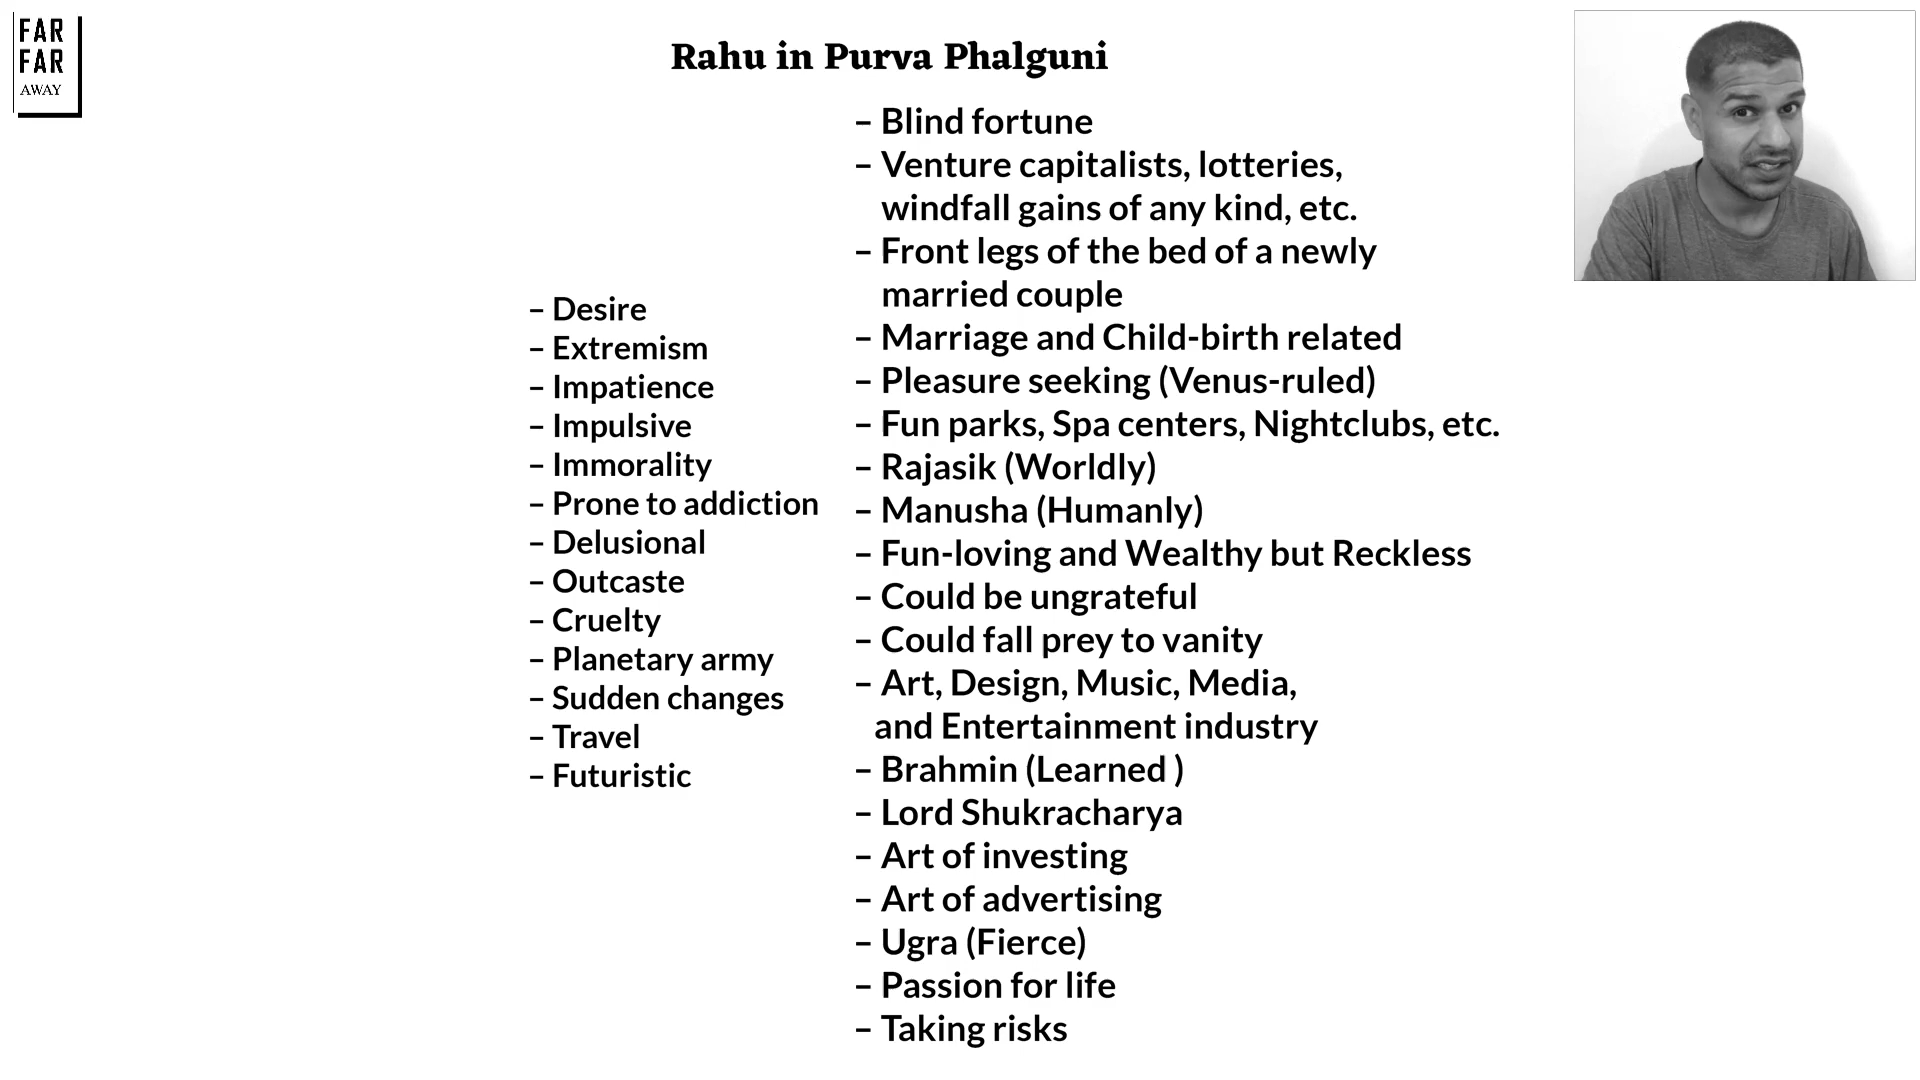 FAR
FAR
AWAY
Rahu in Purva Phalguni
– Desire
– Extremism
– Impatience
– Impulsive
– Immorality
– Prone to addiction
– Delusional
– Outcaste
– Cruelty
– Planetary army
– Sudden changes
– Travel
– Futuristic
– Blind fortune
– Venture capitalists, lotteries,
windfall gains of any kind, etc.
– Front legs of the bed of a newly
married couple
– Marriage and Child-birth related
– Pleasure seeking (Venus-ruled)
– Fun parks, Spa centers, Nightclubs, etc.
– Rajasik (Worldly)
– Manusha (Humanly)
– Fun-loving and Wealthy but Reckless
– Could be ungrateful
– Could fall prey to vanity
– Art, Design, Music, Media,
and Entertainment industry
– Brahmin (Learned )
– Lord Shukracharya
– Art of investing
– Art of advertising
– Ugra (Fierce)
– Passion for life
– Taking risks